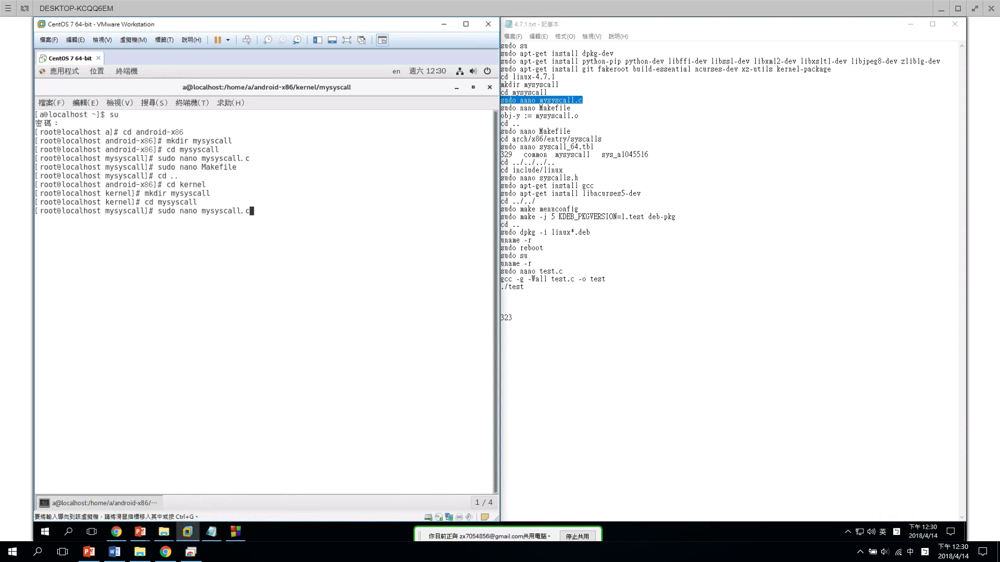 DESKTOP-KCQQ6EM
CentOS 7 64-bit - VMware Workstation
檔案(F) 編輯(E) 檢視(V) 虛擬機(M) 標籤(T) 說明(H)
CentOS 7 64-bit
應用程式 位置 終端機 en 週六 12:30
a@localhost:/home/a/android-x86/kernel/mysyscall
檔案(F) 編輯(E) 檢視(V) 搜尋(S) 終端機(T) 求助(H)
[a@localhost ~]$ su
密碼：
[root@localhost a]# cd android-x86
[root@localhost android-x86]# mkdir mysyscall
[root@localhost android-x86]# cd mysyscall
[root@localhost mysyscall]# sudo nano mysyscall.c
[root@localhost mysyscall]# sudo nano Makefile
[root@localhost mysyscall]# cd ..
[root@localhost android-x86]# cd kernel
[root@localhost kernel]# mkdir mysyscall
[root@localhost kernel]# cd mysyscall
[root@localhost mysyscall]# sudo nano mysyscall.c
a@localhost:/home/a/android-x86/···
1 / 4
要將輸入導向到該虛擬機，請將滑鼠指標移入其中或按 Ctrl+G。
4.7.1.txt - 記事本
檔案(F) 編輯(E) 格式(O) 檢視(V) 說明(H)
sudo su
sudo apt-get install dpkg-dev
sudo apt-get install python-pip python-dev libffi-dev libssl-dev libxml2-dev libxslt1-dev libjpeg8-dev zlib1g-dev
sudo apt-get install git fakeroot build-essential ncurses-dev xz-utils kernel-package
cd linux-4.7.1
mkdir mysyscall
cd mysyscall
sudo nano mysyscall.c
sudo nano Makefile
obj-y := mysyscall.o
cd ..
sudo nano Makefile
cd arch/x86/entry/syscalls
sudo nano syscall_64.tbl
329 common mysyscall sys_a1045516
cd ../../../..
cd include/linux
sudo nano syscalls.h
sudo apt-get install gcc
sudo apt-get install libncurses5-dev
cd ../../
sudo make menuconfig
sudo make -j 5 KDEB_PKGVERSION=1.test deb-pkg
cd ..
sudo dpkg -i linux*.deb
uname -r
sudo reboot
sudo su
uname -r
sudo nano test.c
gcc -g -Wall test.c -o test
./test
323
你目前正與 zx7054856@gmail.com共用電腦。 停止共用
英
下午 12:30
2018/4/14
中
下午 12:30
2018/4/14